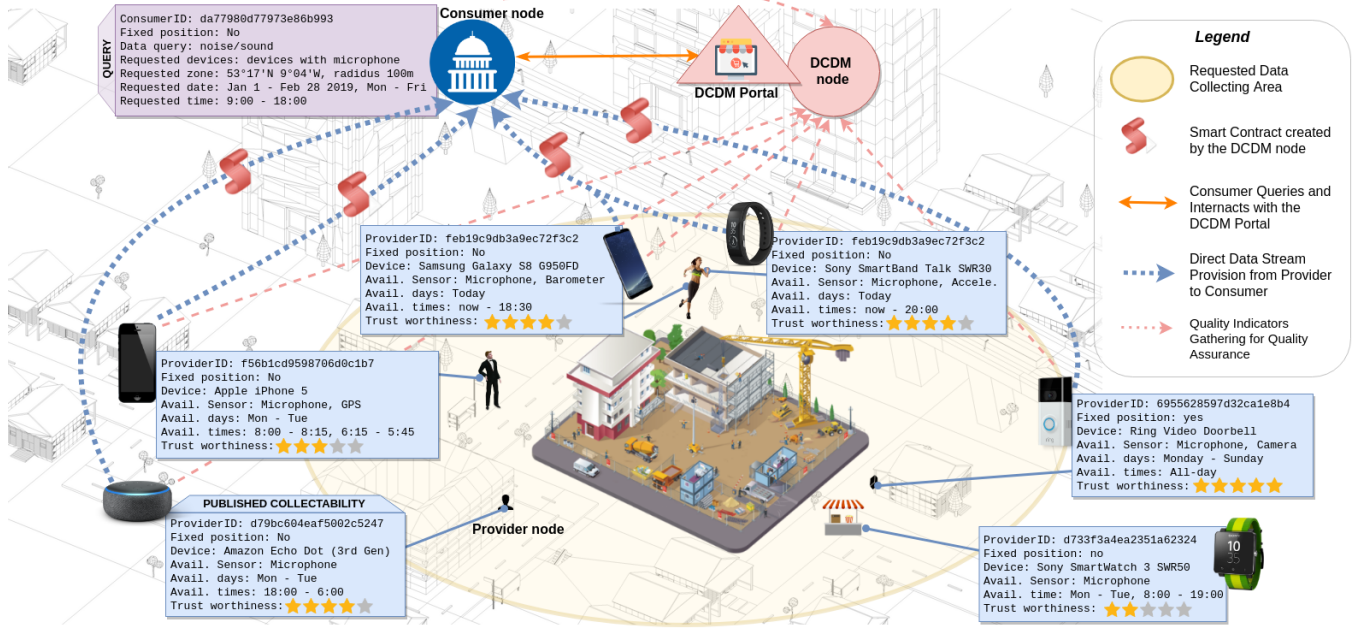 QUERY
ConsumerID: da77980d77973e86b993
Fixed position: No
Data query: noise/sound
Requested devices: devices with microphone
Requested zone: 53°17'N 9°04'W, radidus 100m
Requested date: Jan 1 - Feb 28 2019, Mon - Fri
Requested time: 9:00 - 18:00
Consumer node
DCDM Portal
DCDM
node
Legend
Requested Data
Collecting Area
Smart Contract created
by the DCDM node
Consumer Queries and
Internacts with the
DCDM Portal
Direct Data Stream
Provision from Provider
to Consumer
Quality Indicators
Gathering for Quality
Assurance
ProviderID: feb19c9db3a9ec72f3c2
Fixed position: No
Device: Samsung Galaxy S8 G950FD
Avail. Sensor: Microphone, Barometer
Avail. days: Today
Avail. times: now - 18:30
Trust worthiness:
ProviderID: feb19c9db3a9ec72f3c2
Fixed position: No
Device: Sony SmartBand Talk SWR30
Avail. Sensor: Microphone, Accele.
Avail. days: Today
Avail. times: now - 20:00
Trust worthiness:
ProviderID: f56b1cd9598706d0c1b7
Fixed position: No
Device: Apple iPhone 5
Avail. Sensor: Microphone, GPS
Avail. days: Mon - Tue
Avail. times: 8:00 - 8:15, 6:15 - 5:45
Trust worthiness:
ProviderID: 6955628597d32ca1e8b4
Fixed position: yes
Device: Ring Video Doorbell
Avail. Sensor: Microphone, Camera
Avail. days: Monday - Sunday
Avail. times: All-day
Trust worthiness:
PUBLISHED COLLECTABILITY
ProviderID: d79bc604eaf5002c5247
Fixed position: No
Device: Amazon Echo Dot (3rd Gen)
Avail. Sensor: Microphone
Avail. days: Mon - Tue
Avail. times: 18:00 - 6:00
Trust worthiness:
Provider node
ProviderID: d733f3a4ea2351a62324
Fixed position: no
Device: Sony SmartWatch 3 SWR50
Avail. Sensor: Microphone
Avail. time: Mon - Tue, 8:00 - 19:00
Trust worthiness:
10
35